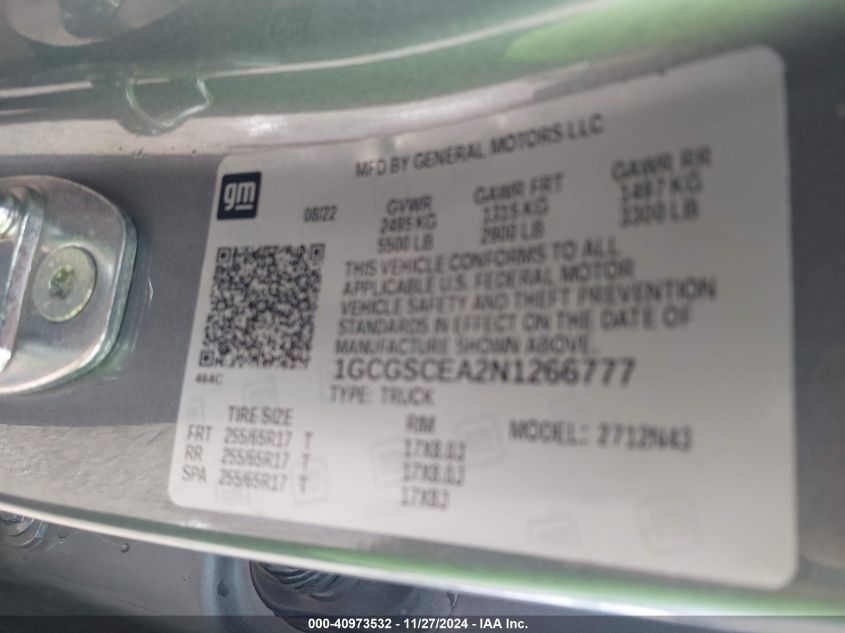 MFD BY GENERAL MOTORS LLC
gm
08/22
GVWR GAWR FRT GAWR RR
2495 KG 1315 KG 1497 KG
5500 LB 2900 LB 3300 LB
THIS VEHICLE CONFORMS TO ALL
APPLICABLE U.S. FEDERAL MOTOR
VEHICLE SAFETY AND THEFT PREVENTION
STANDARDS IN EFFECT ON THE DATE OF
MANUFACTURE SHOWN ABOVE.
464C
1GCGSCEA2N1266777
TYPE: TRUCK
TIRE SIZE RIM MODEL: 2712N43
FRT 255/65R17 T 17X8.0J
RR 255/65R17 T 17X8.0J
SPA 255/65R17 T 17X8J
000-40973532 - 11/27/2024 - IAA Inc.